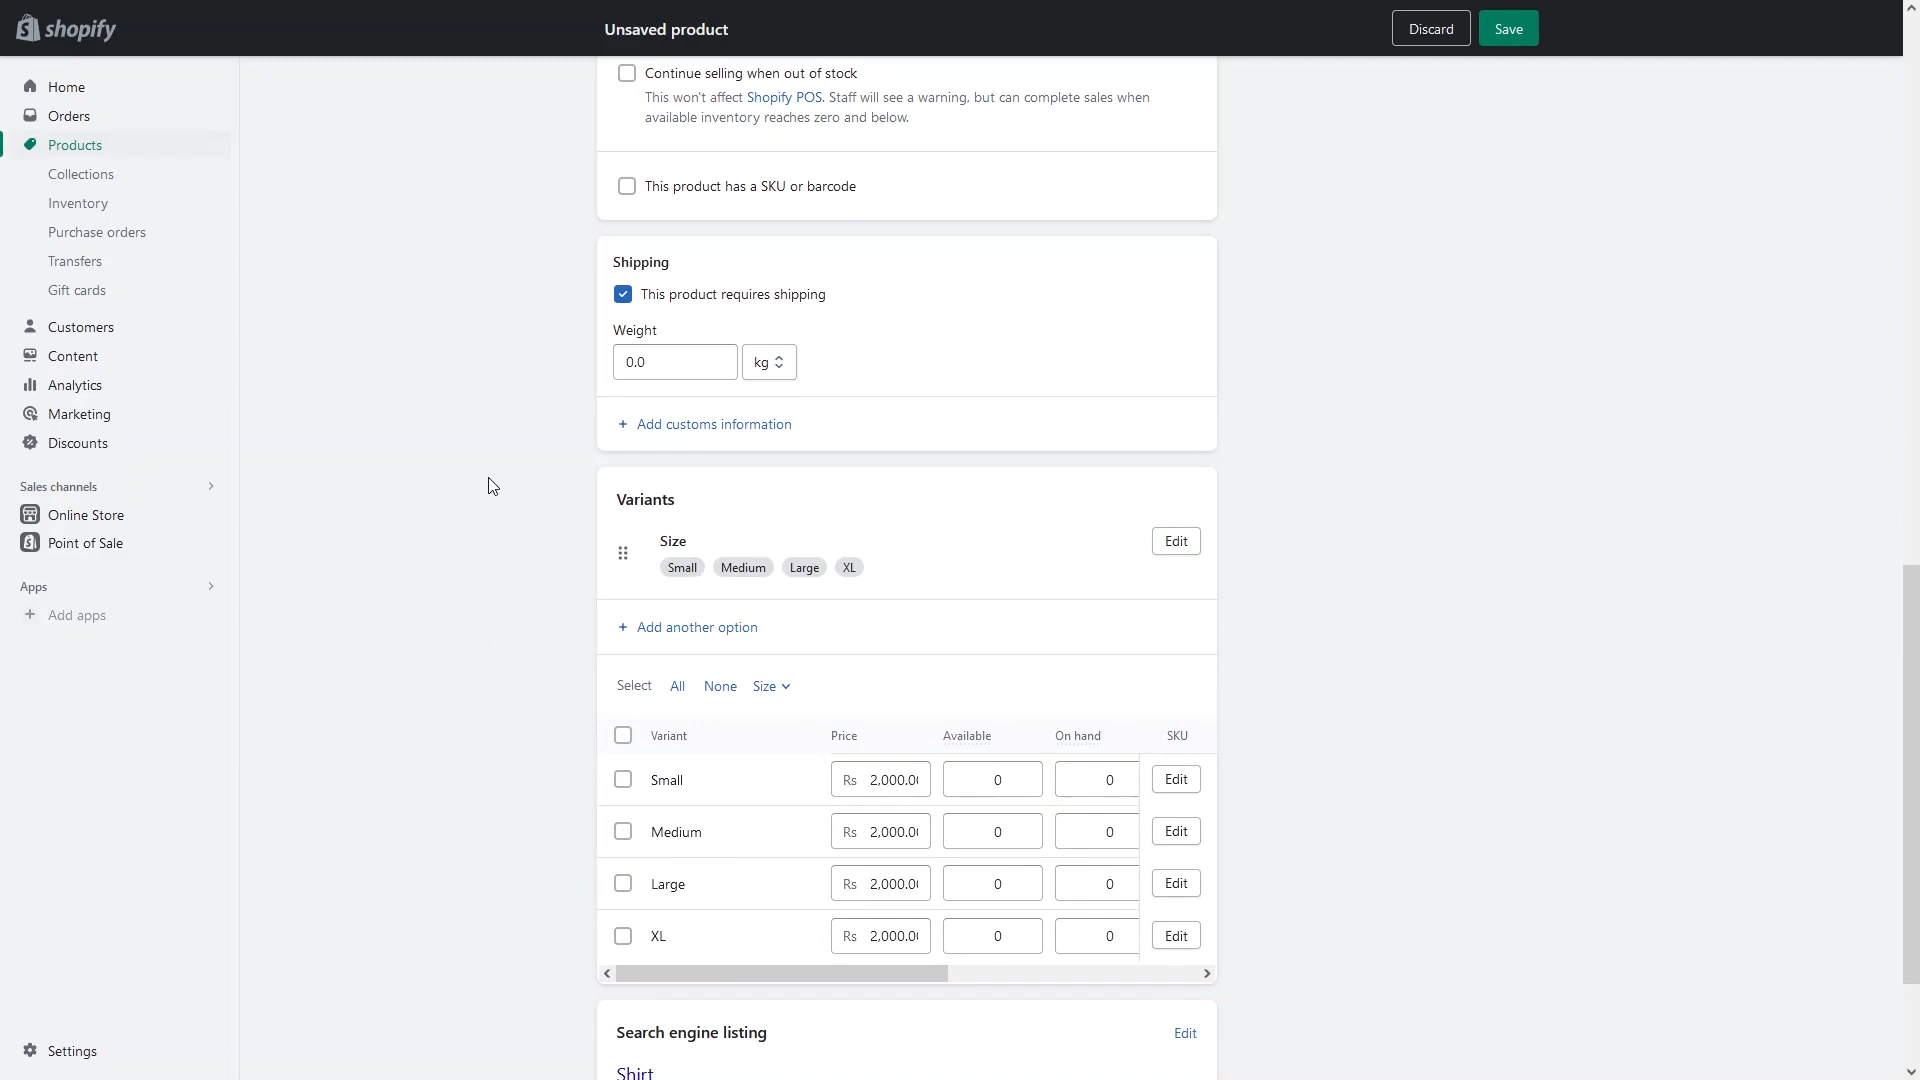 shopify
Unsaved product
Discard
Save
Home
Orders
Products
Collections
Inventory
Purchase orders
Transfers
Gift cards
Customers
Content
Analytics
Marketing
Discounts
Sales channels
Online Store
Point of Sale
Apps
+ Add apps
Settings
Continue selling when out of stock
This won't affect Shopify POS. Staff will see a warning, but can complete sales when
available inventory reaches zero and below.
This product has a SKU or barcode
Shipping
This product requires shipping
Weight
0.0 kg
+ Add customs information
Variants
Size
Edit
Small Medium Large XL
+ Add another option
Select All None Size
Variant Price Available On hand SKU
Small Rs 2,000.00 0 0 Edit
Medium Rs 2,000.00 0 0 Edit
Large Rs 2,000.00 0 0 Edit
XL Rs 2,000.00 0 0 Edit
Search engine listing Edit
Shirt